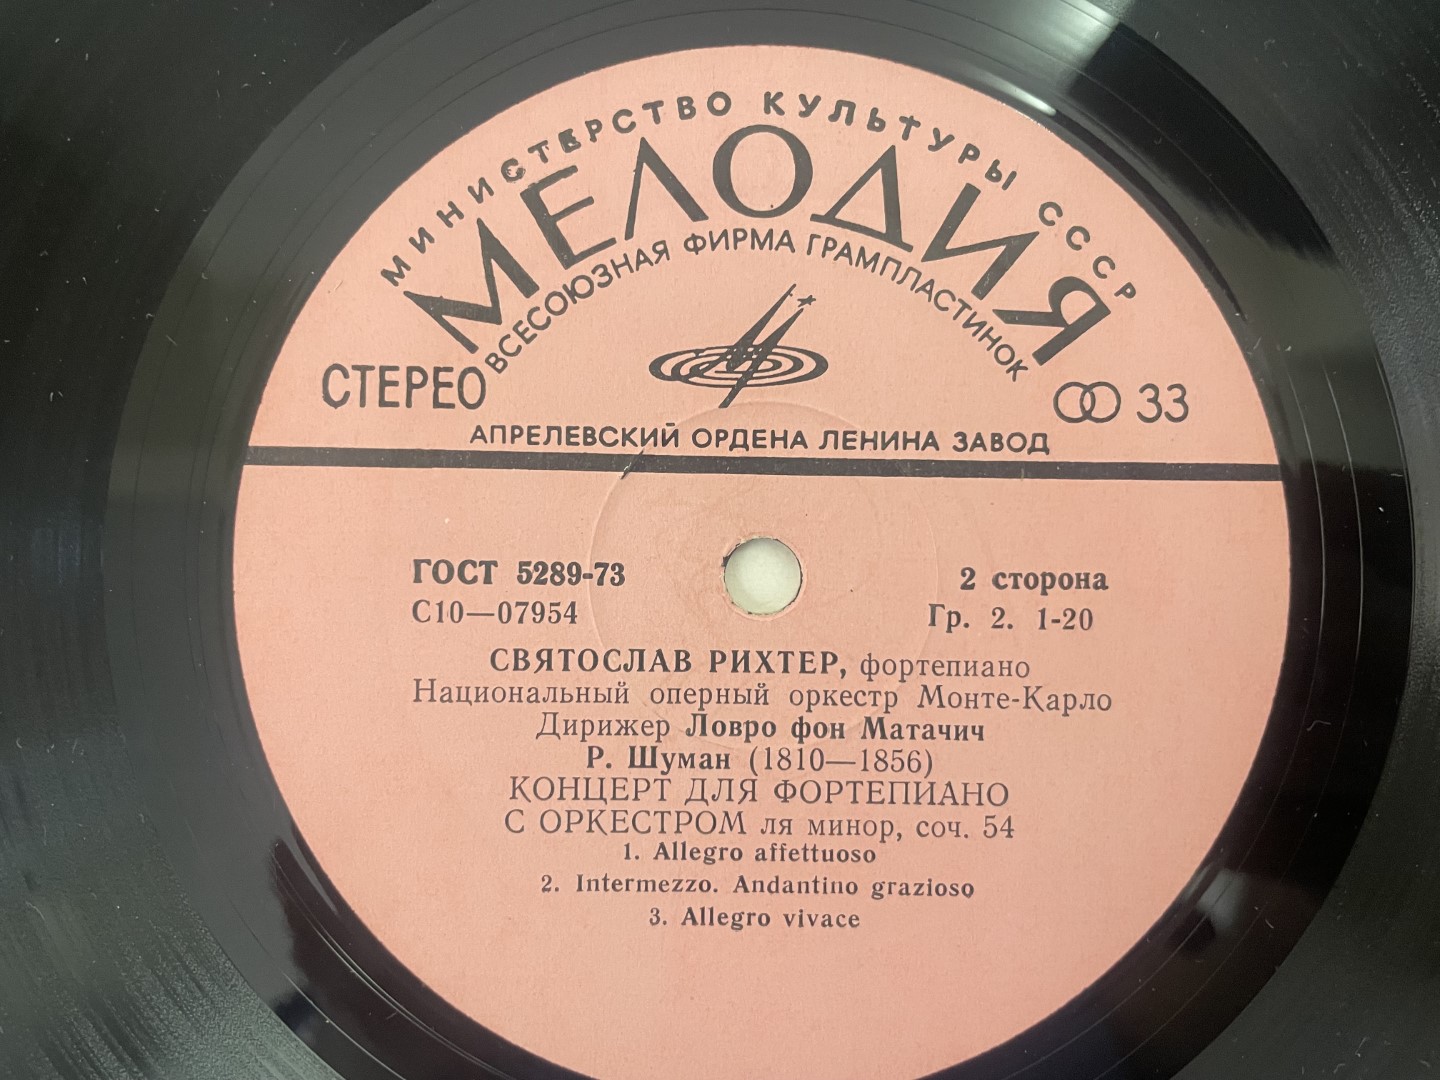 МИНИСТЕРСТВО КУЛЬТУРЫ СССР
МЕЛОДИЯ
ВСЕСОЮЗНАЯ ФИРМА ГРАМПЛАСТИНОК
СТЕРЕО
33
АПРЕЛЕВСКИЙ ОРДЕНА ЛЕНИНА ЗАВОД
ГОСТ 5289-73
2 сторона
С10—07954
Гр. 2. 1-20
СВЯТОСЛАВ РИХТЕР, фортепиано
Национальный оперный оркестр Монте-Карло
Дирижер Ловро фон Матачич
Р. Шуман (1810—1856)
КОНЦЕРТ ДЛЯ ФОРТЕПИАНО
С ОРКЕСТРОМ ля минор, соч. 54
1. Allegro affettuoso
2. Intermezzo. Andantino grazioso
3. Allegro vivace